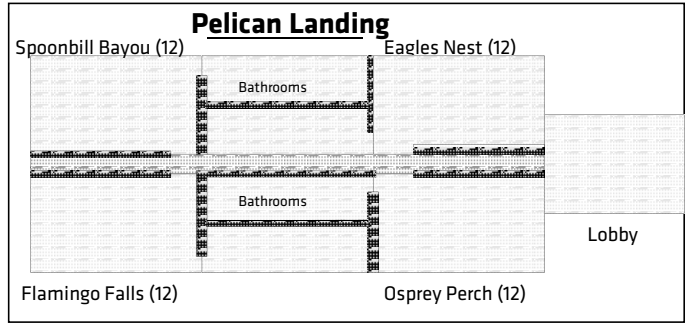 Pelican Landing
Spoonbill Bayou (12)
Eagles Nest (12)
Bathrooms
Bathrooms
Lobby
Flamingo Falls (12)
Osprey Perch (12)